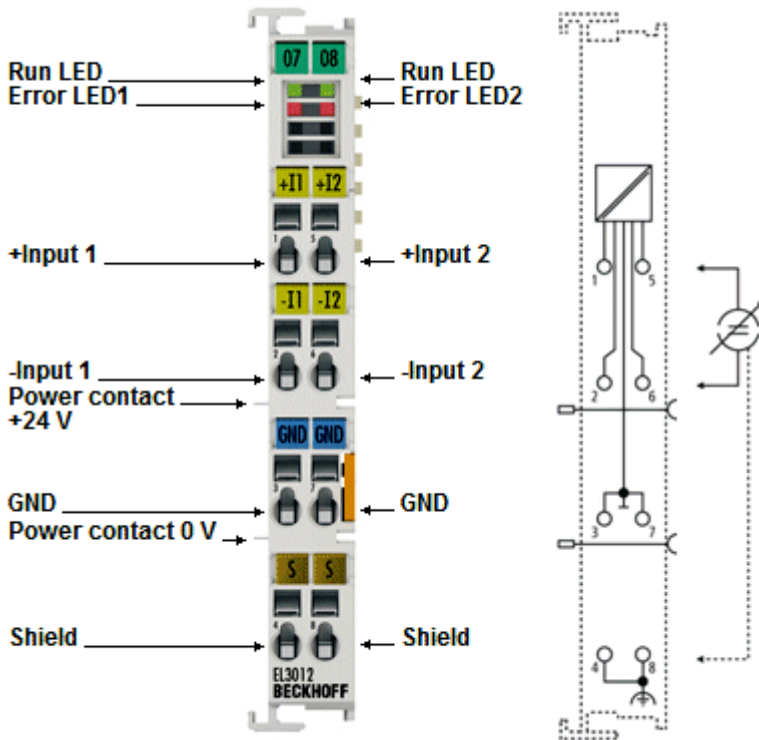 07 08
Run LED
Error LED1
Run LED
Error LED2
+I1 +I2
1 5
+Input 1
+Input 2
-I1 -I2
2 6
-Input 1
-Input 2
Power contact
+24 V
GND GND
3 7
GND
GND
Power contact 0 V
S S
4 8
Shield
Shield
EL3012
BECKHOFF
1 5
2 6
3 7
4 8